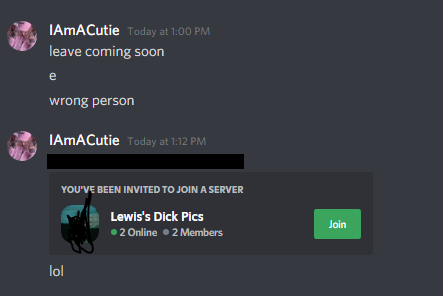 IAmACutie Today at 1:00 PM
leave coming soon
e
wrong person
IAmACutie Today at 1:12 PM
YOU'VE BEEN INVITED TO JOIN A SERVER
Lewis's Dick Pics
2 Online 2 Members
Join
lol